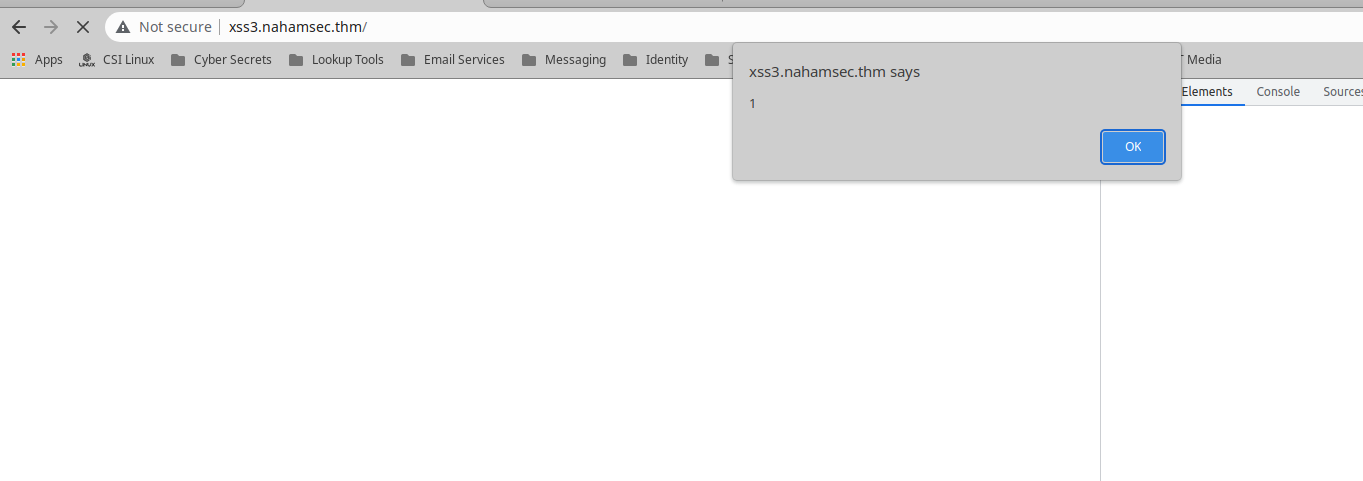 Not secure xss3.nahamsec.thm/
Apps CSI Linux Cyber Secrets Lookup Tools Email Services Messaging Identity Media
xss3.nahamsec.thm says
1
OK
Elements Console Sources